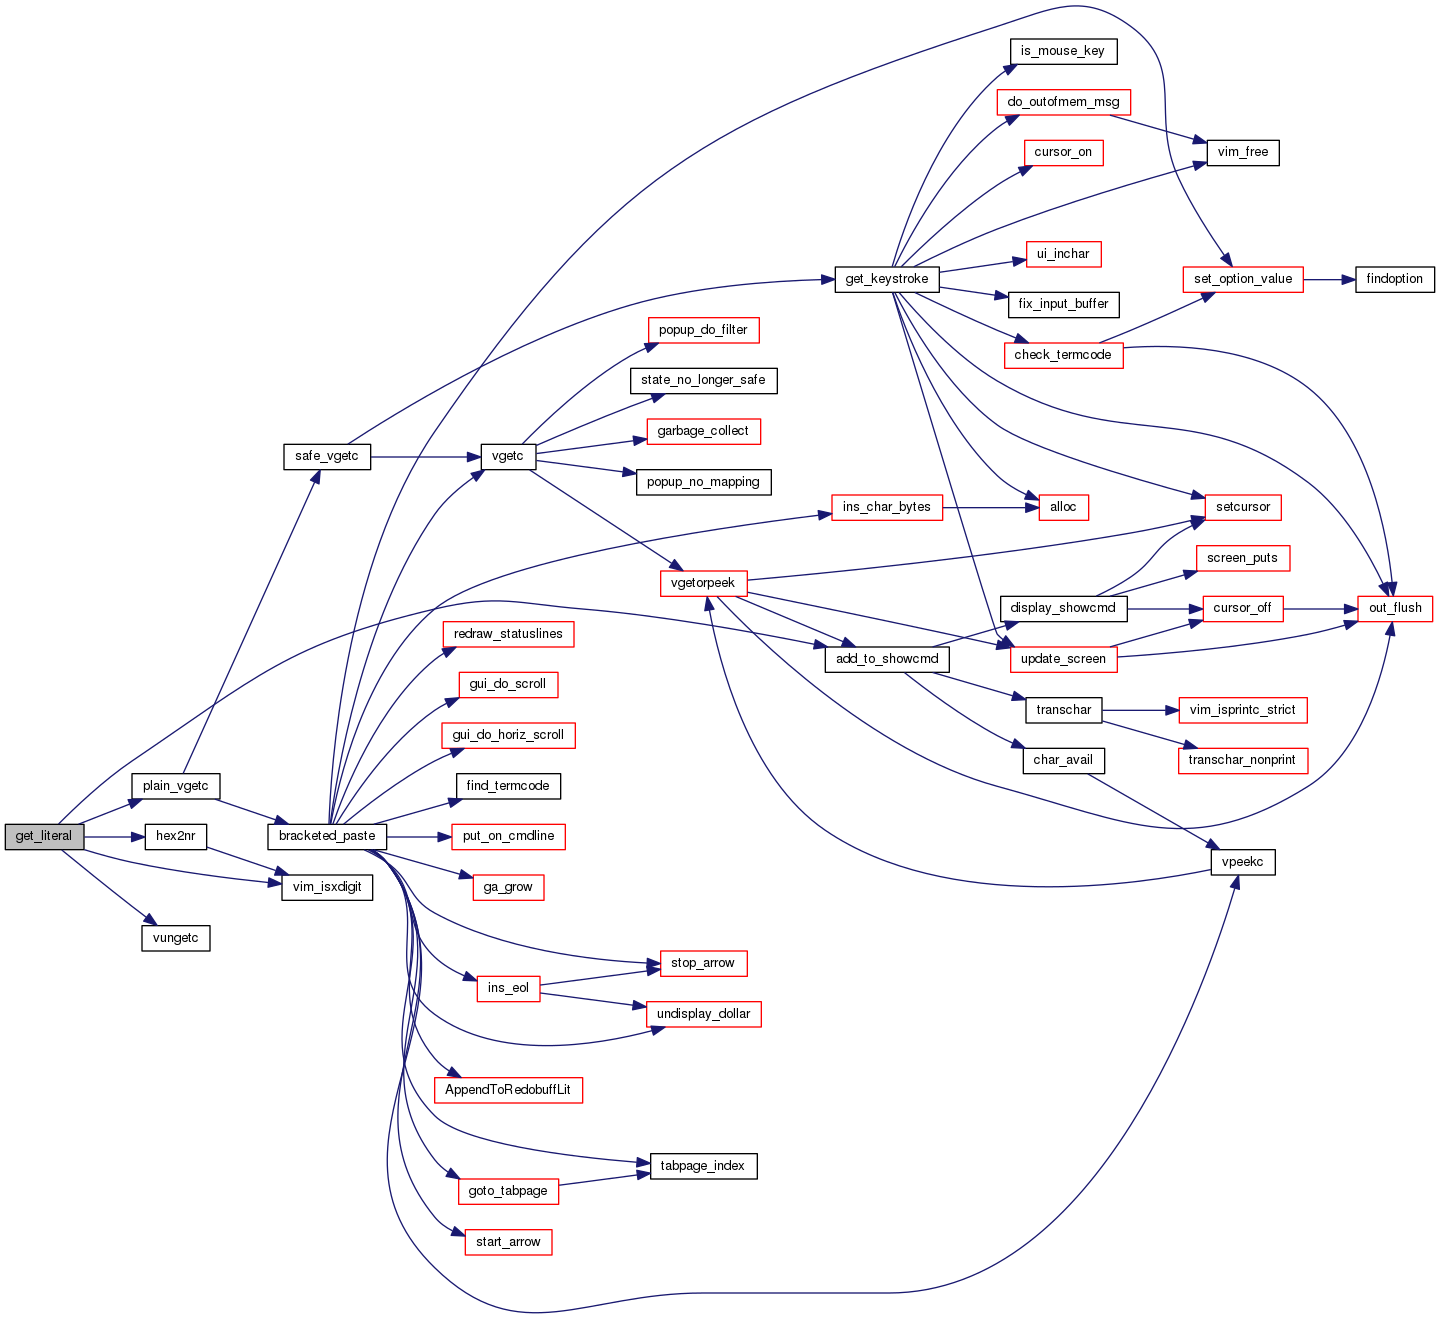 is_mouse_key
do_outofmem_msg
cursor_on
vim_free
ui_inchar
get_keystroke
set_option_value
findoption
fix_input_buffer
popup_do_filter
check_termcode
state_no_longer_safe
garbage_collect
safe_vgetc
vgetc
popup_no_mapping
ins_char_bytes
alloc
setcursor
screen_puts
vgetorpeek
display_showcmd
cursor_off
out_flush
redraw_statuslines
add_to_showcmd
update_screen
gui_do_scroll
transchar
vim_isprintc_strict
gui_do_horiz_scroll
char_avail
transchar_nonprint
plain_vgetc
find_termcode
get_literal
hex2nr
bracketed_paste
put_on_cmdline
vpeekc
vim_isxdigit
ga_grow
vungetc
stop_arrow
ins_eol
undisplay_dollar
AppendToRedobuffLit
tabpage_index
goto_tabpage
start_arrow